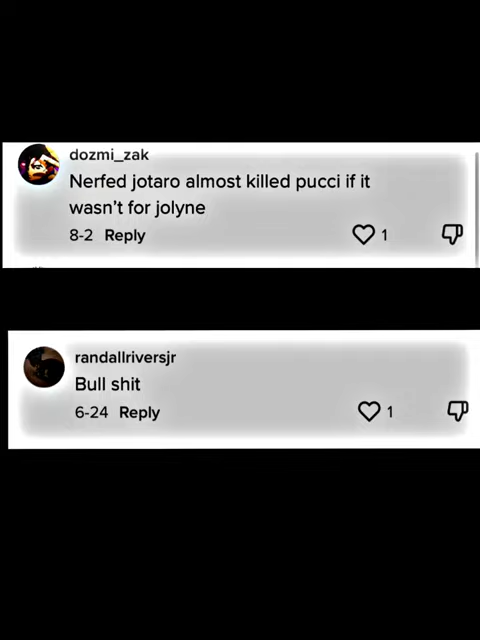 dozmi_zak
Nerfed jotaro almost killed pucci if it
wasn't for jolyne
8-2 Reply 1
randallriversjr
Bull shit
6-24 Reply 1